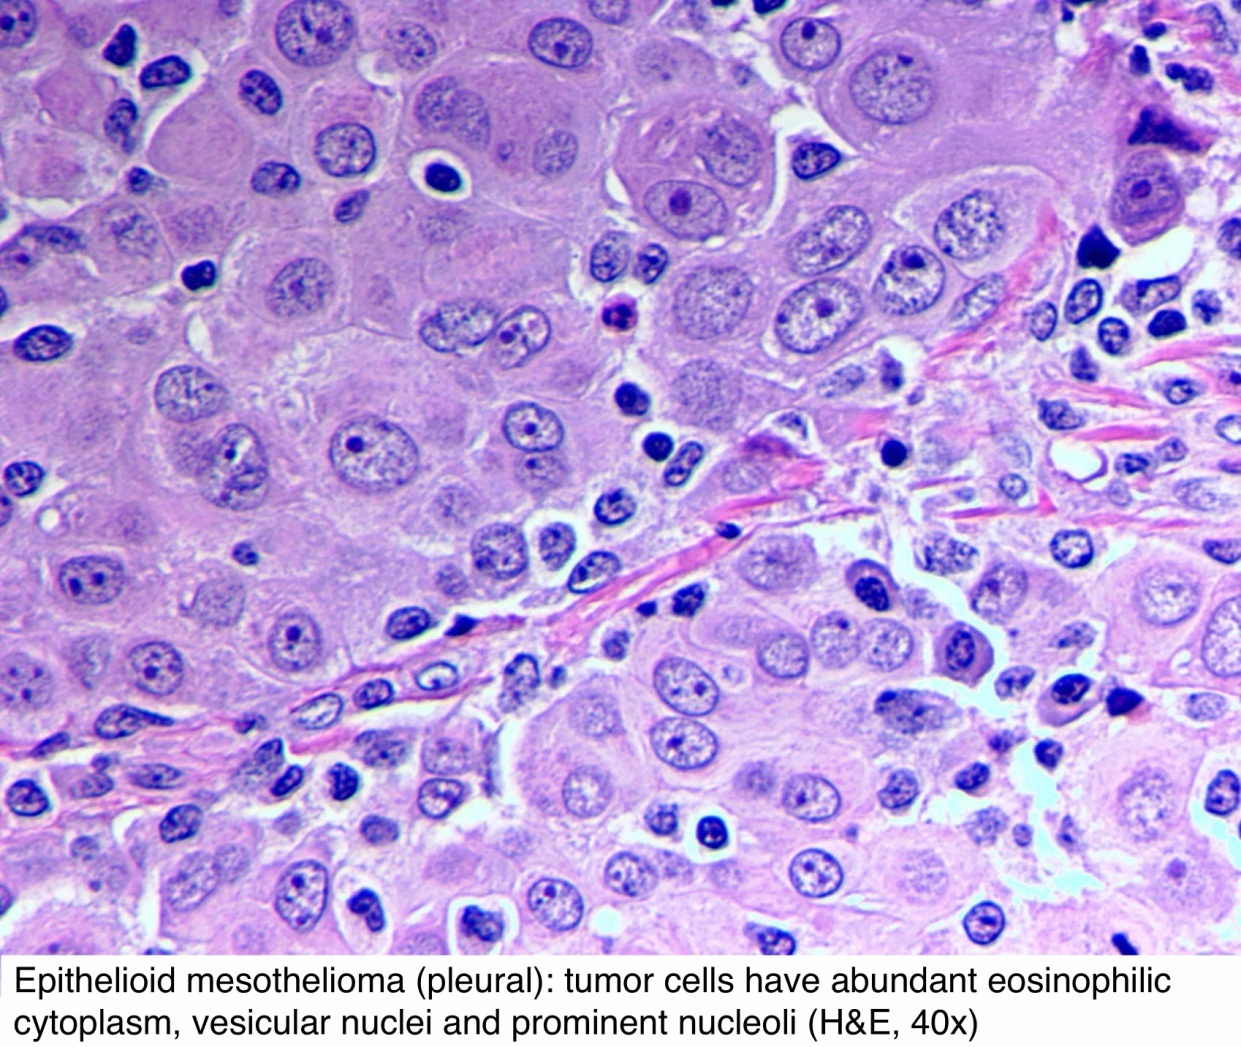 Epithelioid mesothelioma (pleural): tumor cells have abundant eosinophilic
cytoplasm, vesicular nuclei and prominent nucleoli (H&E, 40x)